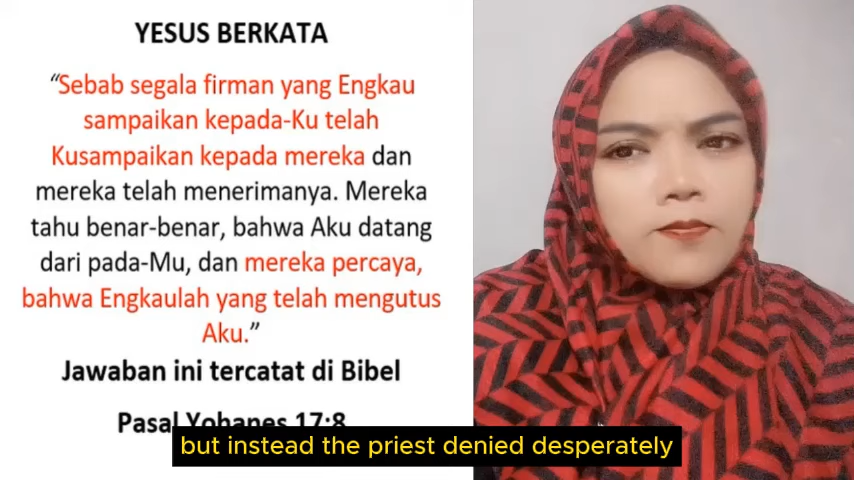 YESUS BERKATA
“Sebab segala firman yang Engkau
sampaikan kepada-Ku telah
Kusampaikan kepada mereka dan
mereka telah menerimanya. Mereka
tahu benar-benar, bahwa Aku datang
dari pada-Mu, dan mereka percaya,
bahwa Engkaulah yang telah mengutus
Aku.”
Jawaban ini tercatat di Bibel
Pasal Yohanes 17:8
but instead the priest denied desperately